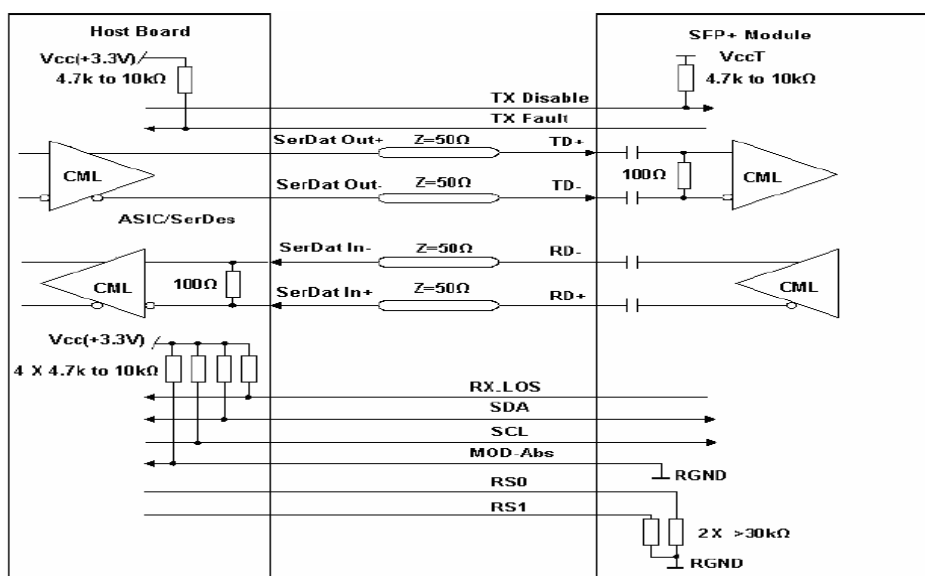 Host Board
SFP+ Module
Vcc(+3.3V)
4.7k to 10kΩ
VccT
4.7k to 10kΩ
TX Disable
TX Fault
SerDat Out+
Z=50Ω
TD+
CML
100Ω
CML
SerDat Out-
Z=50Ω
TD-
ASIC/SerDes
SerDat In-
Z=50Ω
RD-
CML
100Ω
CML
SerDat In+
Z=50Ω
RD+
Vcc(+3.3V)
4 X 4.7k to 10kΩ
RX-LOS
SDA
SCL
MOD-Abs
RGND
RS0
RS1
2 X >30kΩ
RGND